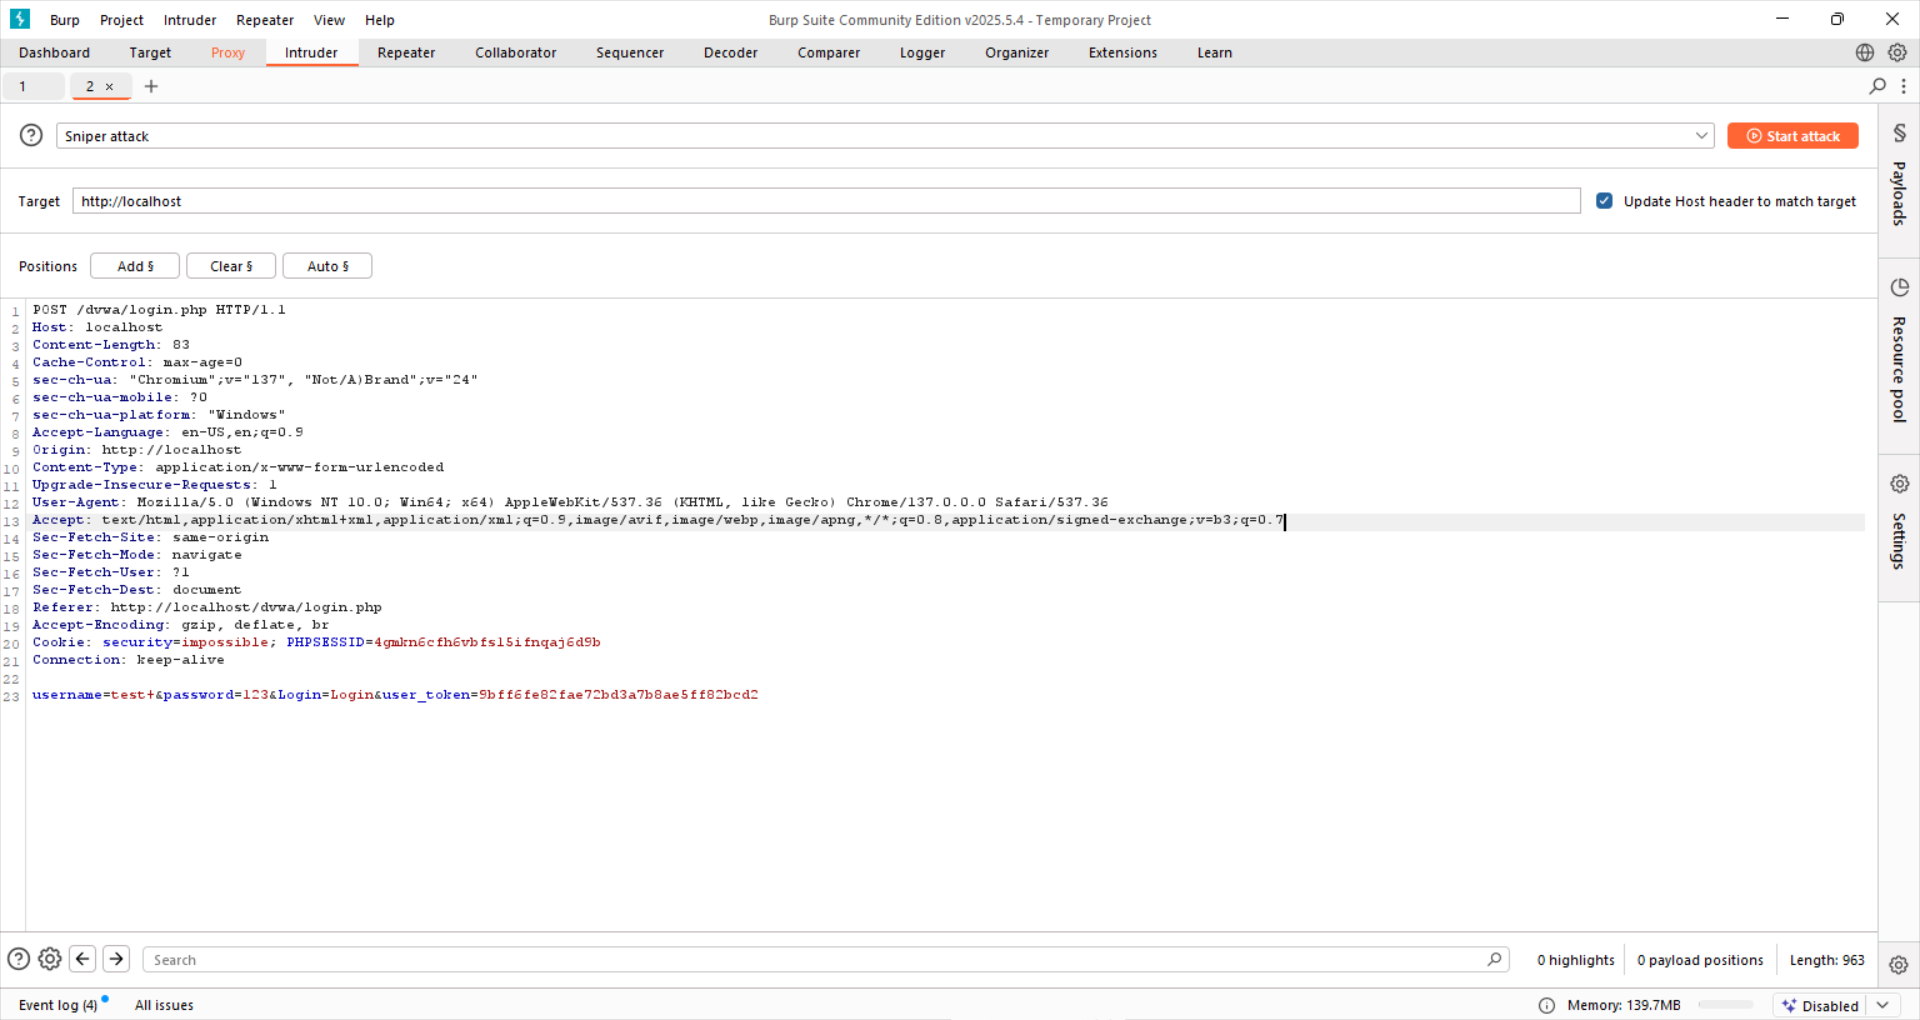 Burp Project Intruder Repeater View Help Burp Suite Community Edition v2025.5.4 - Temporary Project
Dashboard Target Proxy Intruder Repeater Collaborator Sequencer Decoder Comparer Logger Organizer Extensions Learn
1 2 × +
Sniper attack Start attack
Target http://localhost Update Host header to match target
Positions Add § Clear § Auto §
1 POST /dvwa/login.php HTTP/1.1
2 Host: localhost
3 Content-Length: 83
4 Cache-Control: max-age=0
5 sec-ch-ua: "Chromium";v="137", "Not/A)Brand";v="24"
6 sec-ch-ua-mobile: ?0
7 sec-ch-ua-platform: "Windows"
8 Accept-Language: en-US,en;q=0.9
9 Origin: http://localhost
10 Content-Type: application/x-www-form-urlencoded
11 Upgrade-Insecure-Requests: 1
12 User-Agent: Mozilla/5.0 (Windows NT 10.0; Win64; x64) AppleWebKit/537.36 (KHTML, like Gecko) Chrome/137.0.0.0 Safari/537.36
13 Accept: text/html,application/xhtml+xml,application/xml;q=0.9,image/avif,image/webp,image/apng,*/*;q=0.8,application/signed-exchange;v=b3;q=0.7
14 Sec-Fetch-Site: same-origin
15 Sec-Fetch-Mode: navigate
16 Sec-Fetch-User: ?1
17 Sec-Fetch-Dest: document
18 Referer: http://localhost/dvwa/login.php
19 Accept-Encoding: gzip, deflate, br
20 Cookie: security=impossible; PHPSESSID=4gmkn6cfh6vbfs15ifnqaj6d9b
21 Connection: keep-alive
22
23 username=test+&password=123&Login=Login&user_token=9bff6fe82fae72bd3a7b8ae5ff82bcd2
§ Payloads
Resource pool
Settings
Search 0 highlights 0 payload positions Length: 963
Event log (4) All issues Memory: 139.7MB Disabled